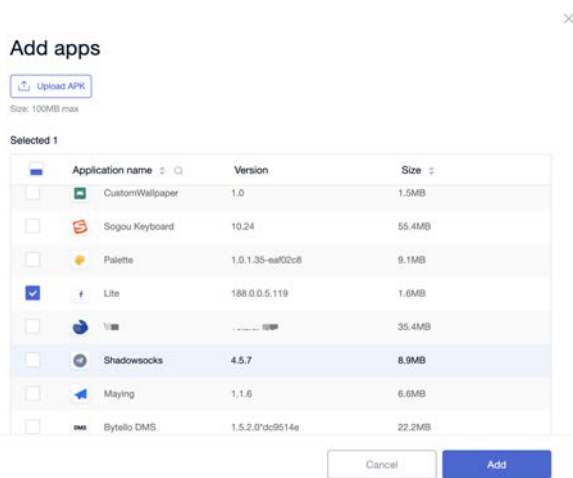 Add apps
Upload APK
Size: 100MB max
Selected 1
Application name Version Size
CustomWallpaper 1.0 1.5MB
Sogou Keyboard 10.24 55.4MB
Palette 1.0.1.35-eaf02c8 9.1MB
Lite 188.0.0.5.119 1.6MB
35.4MB
Shadowsocks 4.5.7 8.9MB
Maying 1.1.6 6.6MB
DMS Bytello DMS 1.5.2.0*dc9514e 22.2MB
Cancel Add